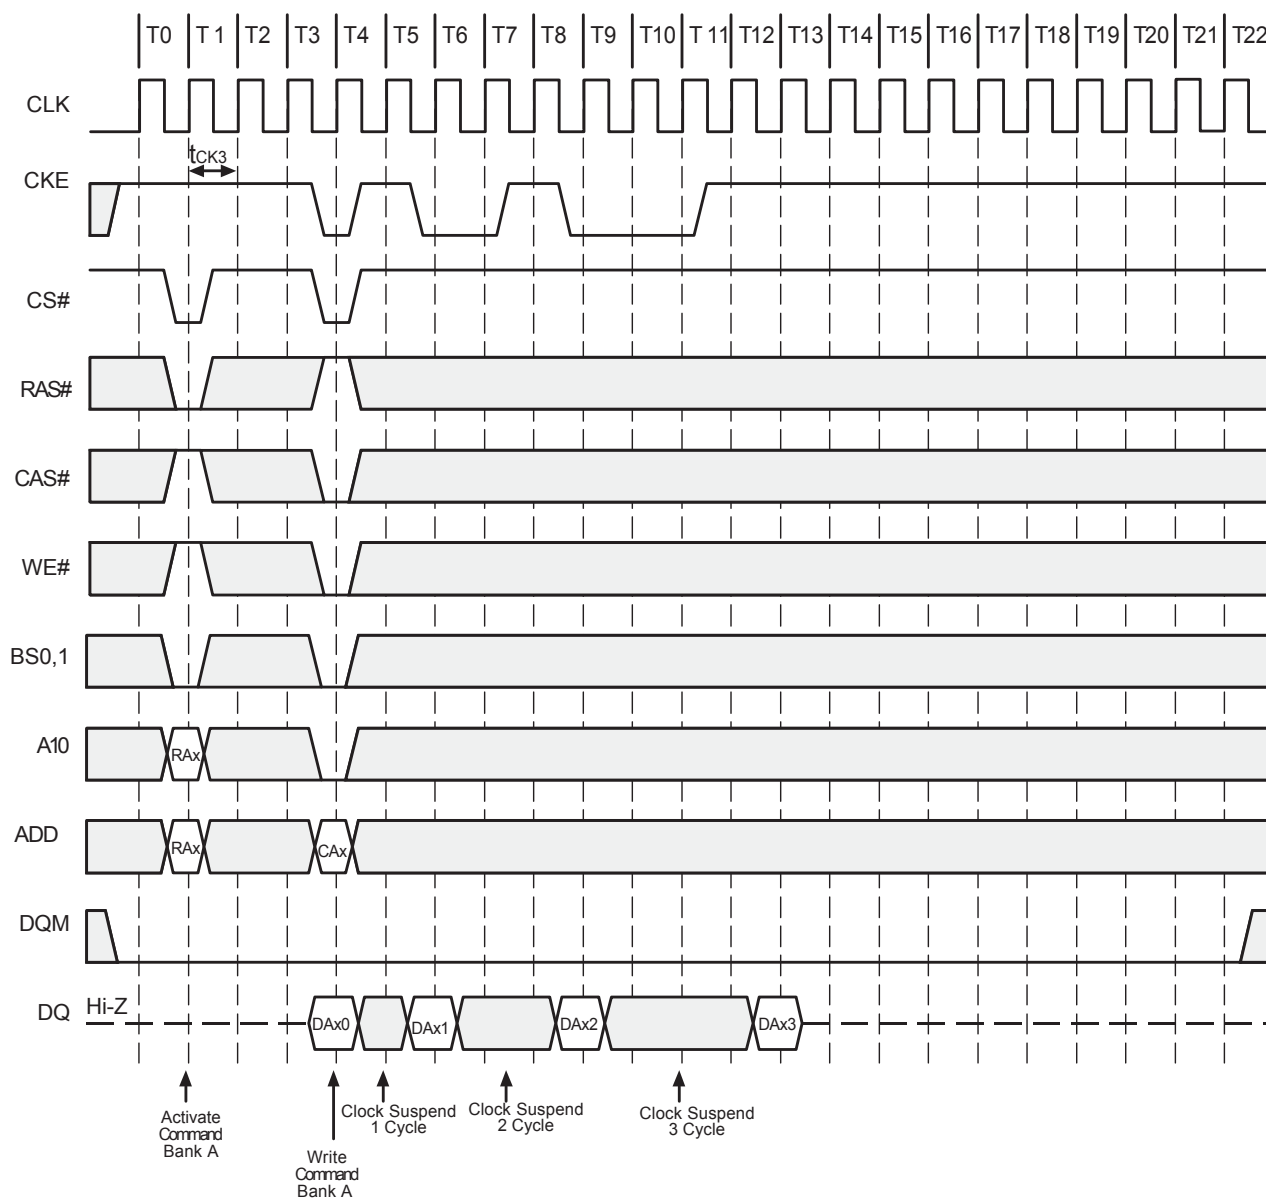 T0 T1 T2 T3 T4 T5 T6 T7 T8 T9 T10 T11 T12 T13 T14 T15 T16 T17 T18 T19 T20 T21 T22
CLK
tCK3
CKE
CS#
RAS#
CAS#
WE#
BS0,1
A10
RAx
ADD
RAx CAx
DQM
DQ Hi-Z
DAx0 DAx1 DAx2 DAx3
Activate
Command
Bank A
Write
Command
Bank A
Clock Suspend
1 Cycle
Clock Suspend
2 Cycle
Clock Suspend
3 Cycle